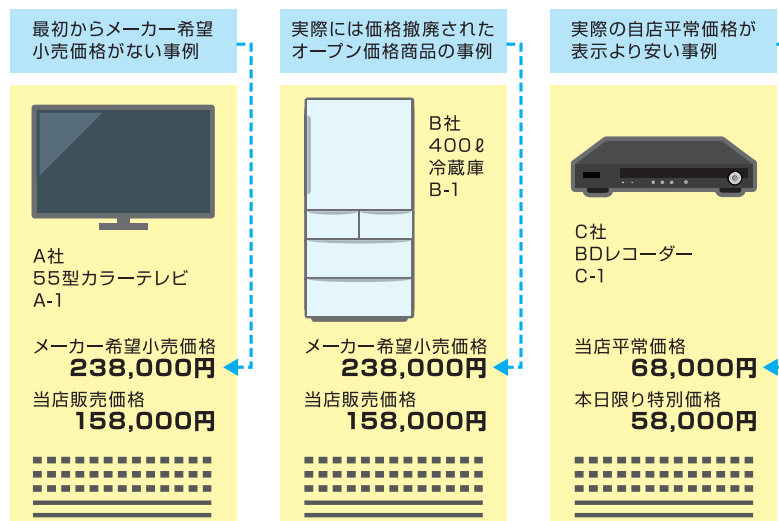 最初からメーカー希望
小売価格がない事例
A社
55型カラーテレビ
A-1
メーカー希望小売価格
238,000円
当店販売価格
158,000円
実際には価格撤廃された
オープン価格商品の事例
B社
400ℓ
冷蔵庫
B-1
メーカー希望小売価格
238,000円
当店販売価格
158,000円
実際の自店平常価格が
表示より安い事例
C社
BDレコーダー
C-1
当店平常価格
68,000円
本日限り特別価格
58,000円